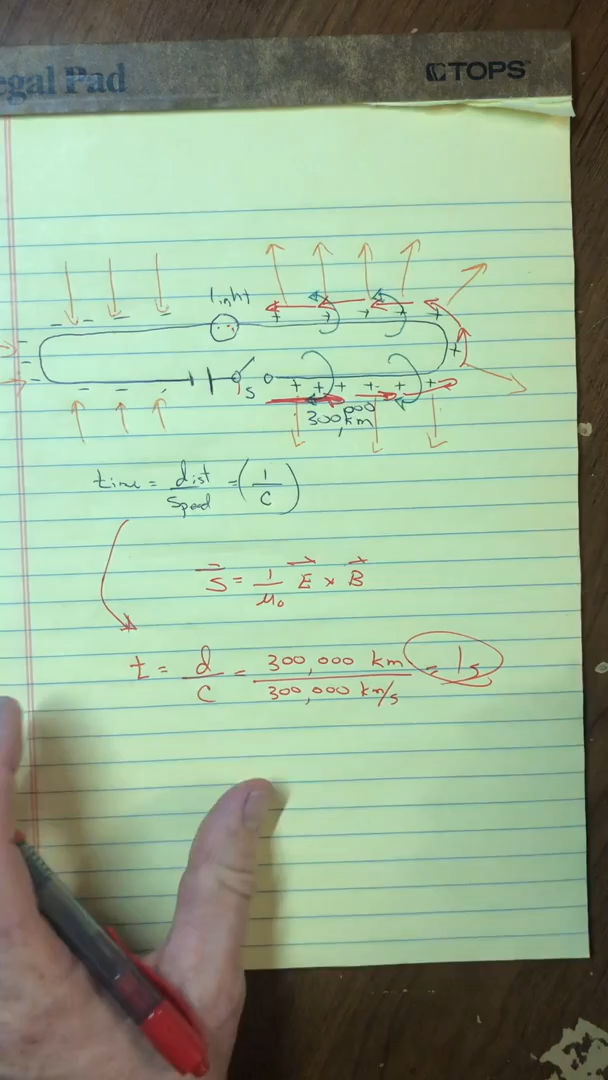 egal Pad
TOPS
light
S
300,000
km
time = dist/speed = (1/c)
S = 1/μ₀ E × B
t = d/c = 300,000 km/300,000 km/s = 1s